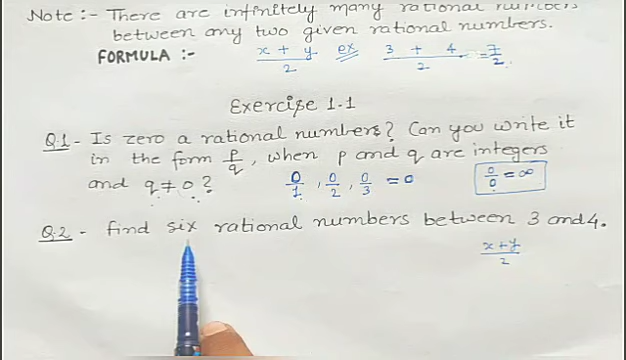 Note :- There are infinitely many rational numbers
between any two given rational numbers.
FORMULA :- x + y / 2 ex 3 + 4 / 2 = 7/2
Exercise 1.1
Q.1 - Is zero a rational numbers? Can you write it
in the form p/q, when p and q are integers
and q ≠ 0? 0/1, 0/2, 0/3 = 0 0/0 = ∞
Q.2 - find six rational numbers between 3 and 4.
x+y / 2